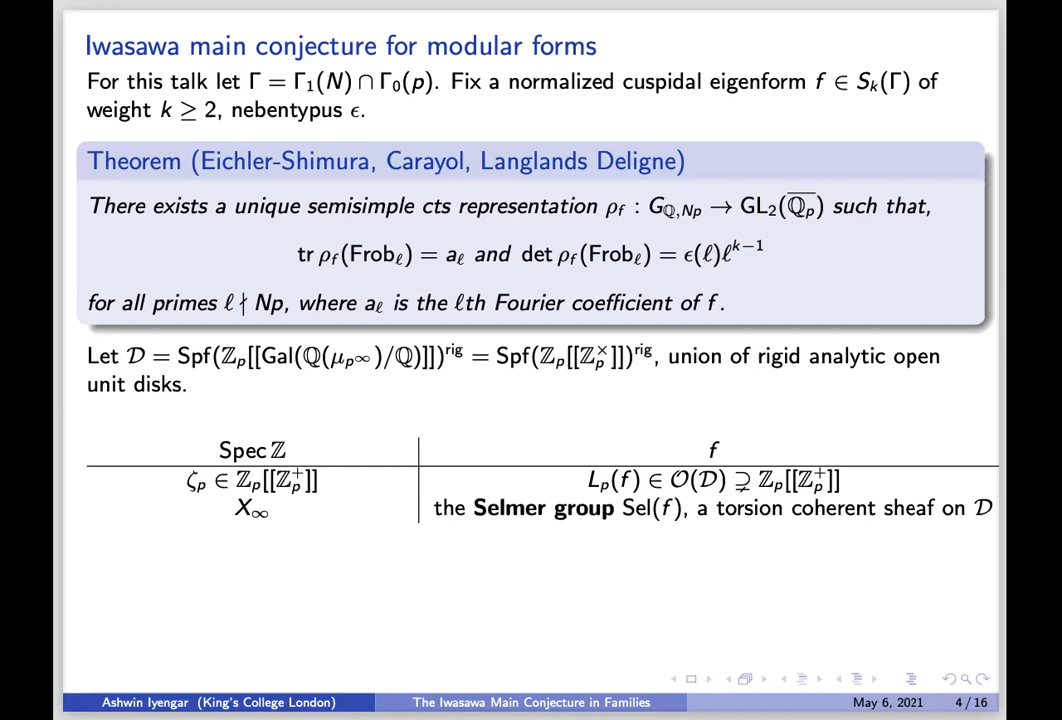 Iwasawa main conjecture for modular forms
For this talk let Γ = Γ₁(N) ∩ Γ₀(p). Fix a normalized cuspidal eigenform f ∈ Sₖ(Γ) of
weight k ≥ 2, nebentypus ϵ.
Theorem (Eichler-Shimura, Carayol, Langlands Deligne)
There exists a unique semisimple cts representation ρ_f : G_{ℚ,Np} → GL₂(\overline{ℚ_p}) such that,
tr ρ_f(Frob_ℓ) = a_ℓ and det ρ_f(Frob_ℓ) = ϵ(ℓ)ℓ^{k−1}
for all primes ℓ ∤ Np, where a_ℓ is the ℓth Fourier coefficient of f.
Let 𝒟 = Spf(ℤ_p[[Gal(ℚ(μ_{p^∞})/ℚ)]])^{rig} = Spf(ℤ_p[[ℤ_p^×]])^{rig}, union of rigid analytic open
unit disks.
Spec ℤ f
ζ_p ∈ ℤ_p[[ℤ_p^+]] L_p(f) ∈ 𝒪(𝒟) ⊋ ℤ_p[[ℤ_p^+]]
X_∞ the Selmer group Sel(f), a torsion coherent sheaf on 𝒟
Ashwin Iyengar (King's College London) The Iwasawa Main Conjecture in Families May 6, 2021 4 / 16